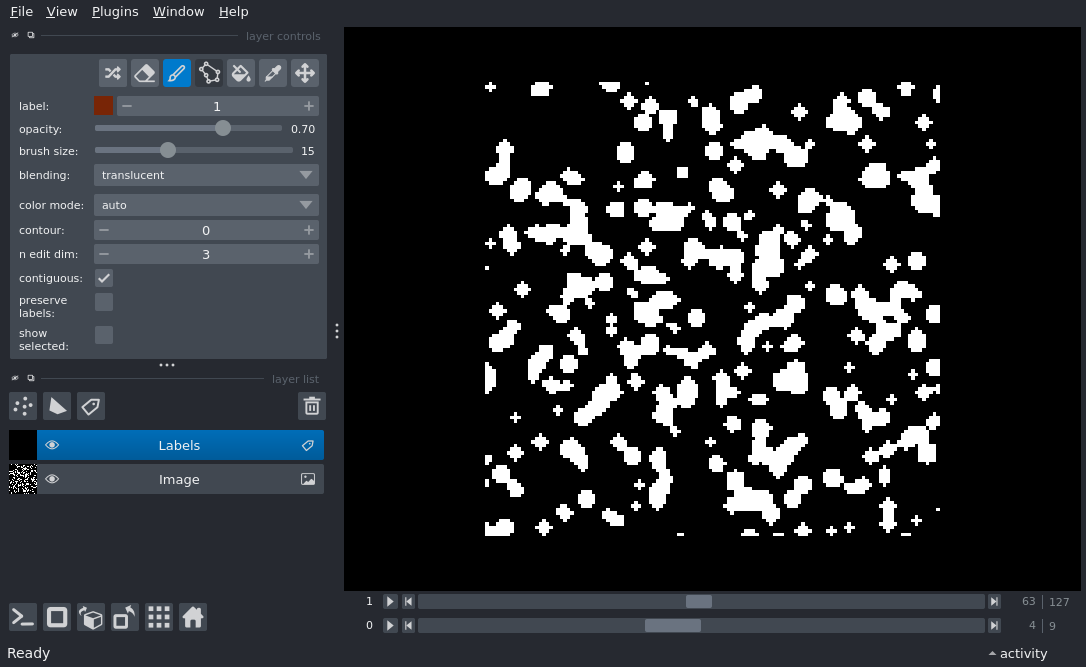 File View Plugins Window Help
layer controls
label: 1
opacity: 0.70
brush size: 15
blending: translucent
color mode: auto
contour: 0
n edit dim: 3
contiguous:
preserve
labels:
show
selected:
layer list
Labels
Image
1 63 127
0 4 9
Ready activity